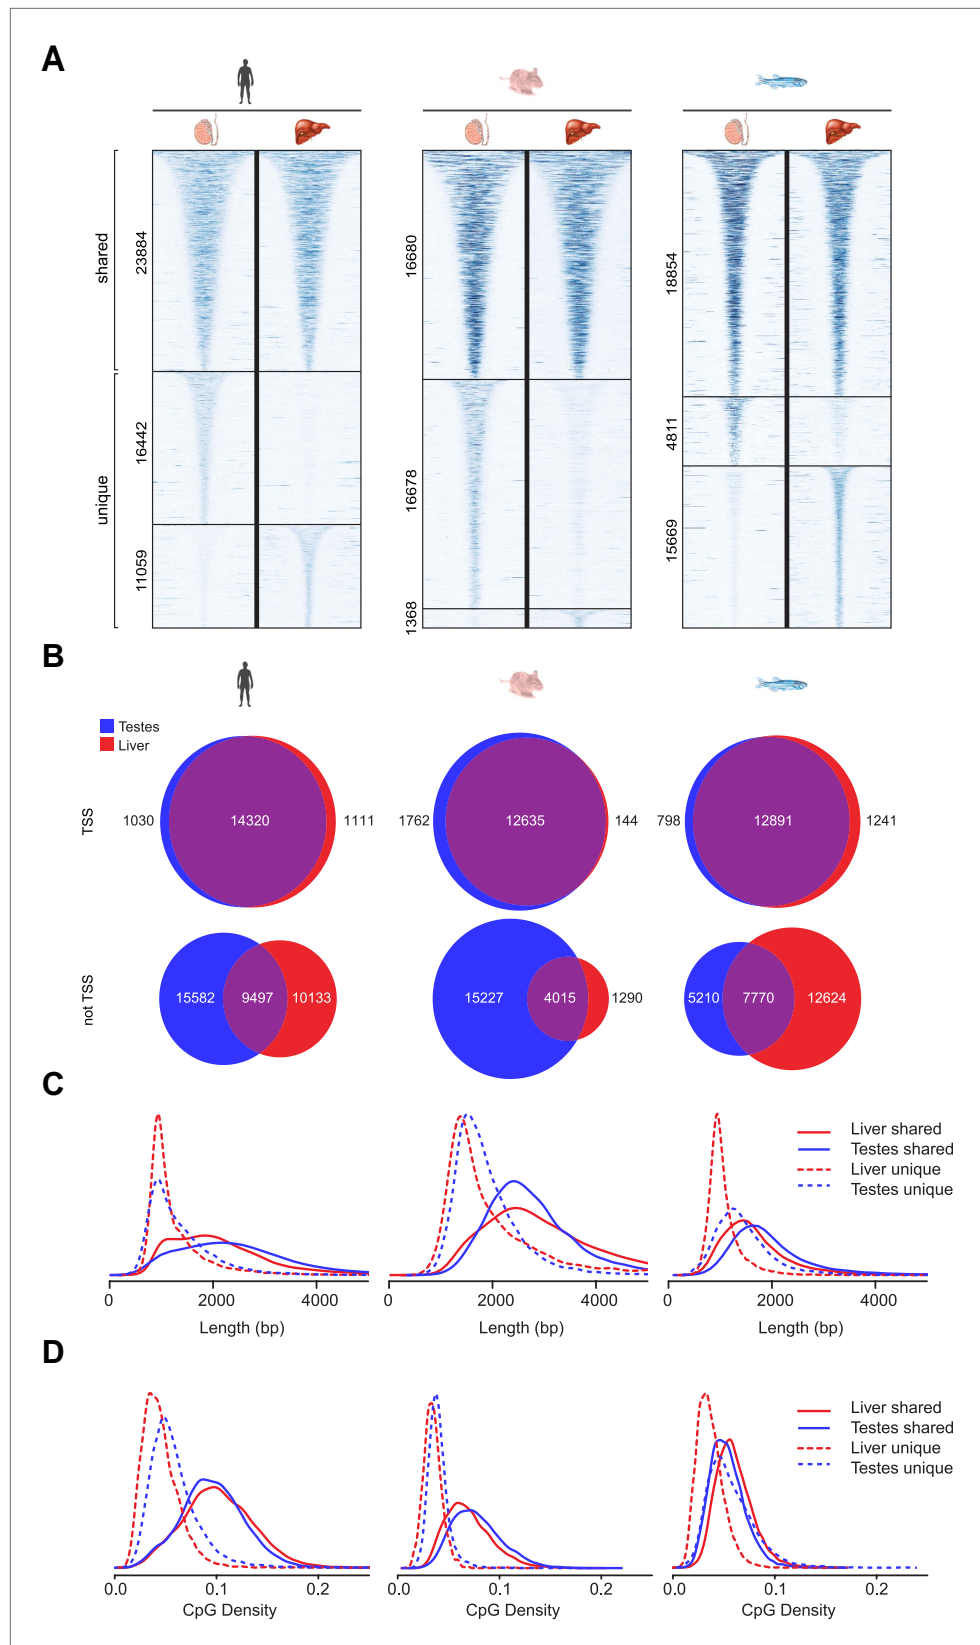 A
shared
unique
23884
16442
11059
16680
16678
1368
18854
4811
15669
B
Testes
Liver
TSS
1030
14320
1111
1762
12635
144
798
12891
1241
not TSS
15582
9497
10133
15227
4015
1290
5210
7770
12624
C
Liver shared
Testes shared
Liver unique
Testes unique
0 2000 4000
0 2000 4000
0 2000 4000
Length (bp)
Length (bp)
Length (bp)
D
Liver shared
Testes shared
Liver unique
Testes unique
0.0 0.1 0.2
0.0 0.1 0.2
0.0 0.1 0.2
CpG Density
CpG Density
CpG Density